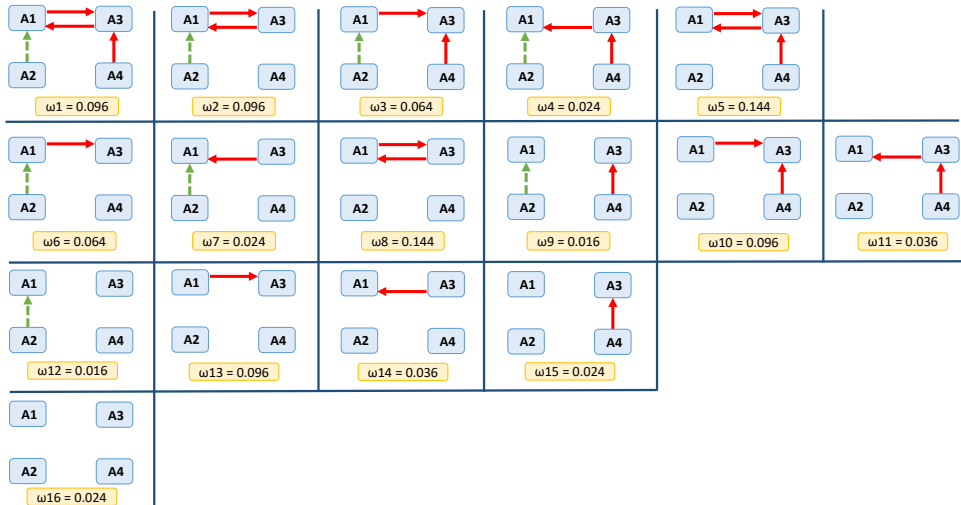 A1 A3 A1 A3 A1 A3 A1 A3 A1 A3
A2 A4 A2 A4 A2 A4 A2 A4 A2 A4
ω1 = 0.096 ω2 = 0.096 ω3 = 0.064 ω4 = 0.024 ω5 = 0.144
A1 A3 A1 A3 A1 A3 A1 A3 A1 A3 A1 A3
A2 A4 A2 A4 A2 A4 A2 A4 A2 A4 A2 A4
ω6 = 0.064 ω7 = 0.024 ω8 = 0.144 ω9 = 0.016 ω10 = 0.096 ω11 = 0.036
A1 A3 A1 A3 A1 A3 A1 A3
A2 A4 A2 A4 A2 A4 A2 A4
ω12 = 0.016 ω13 = 0.096 ω14 = 0.036 ω15 = 0.024
A1 A3
A2 A4
ω16 = 0.024